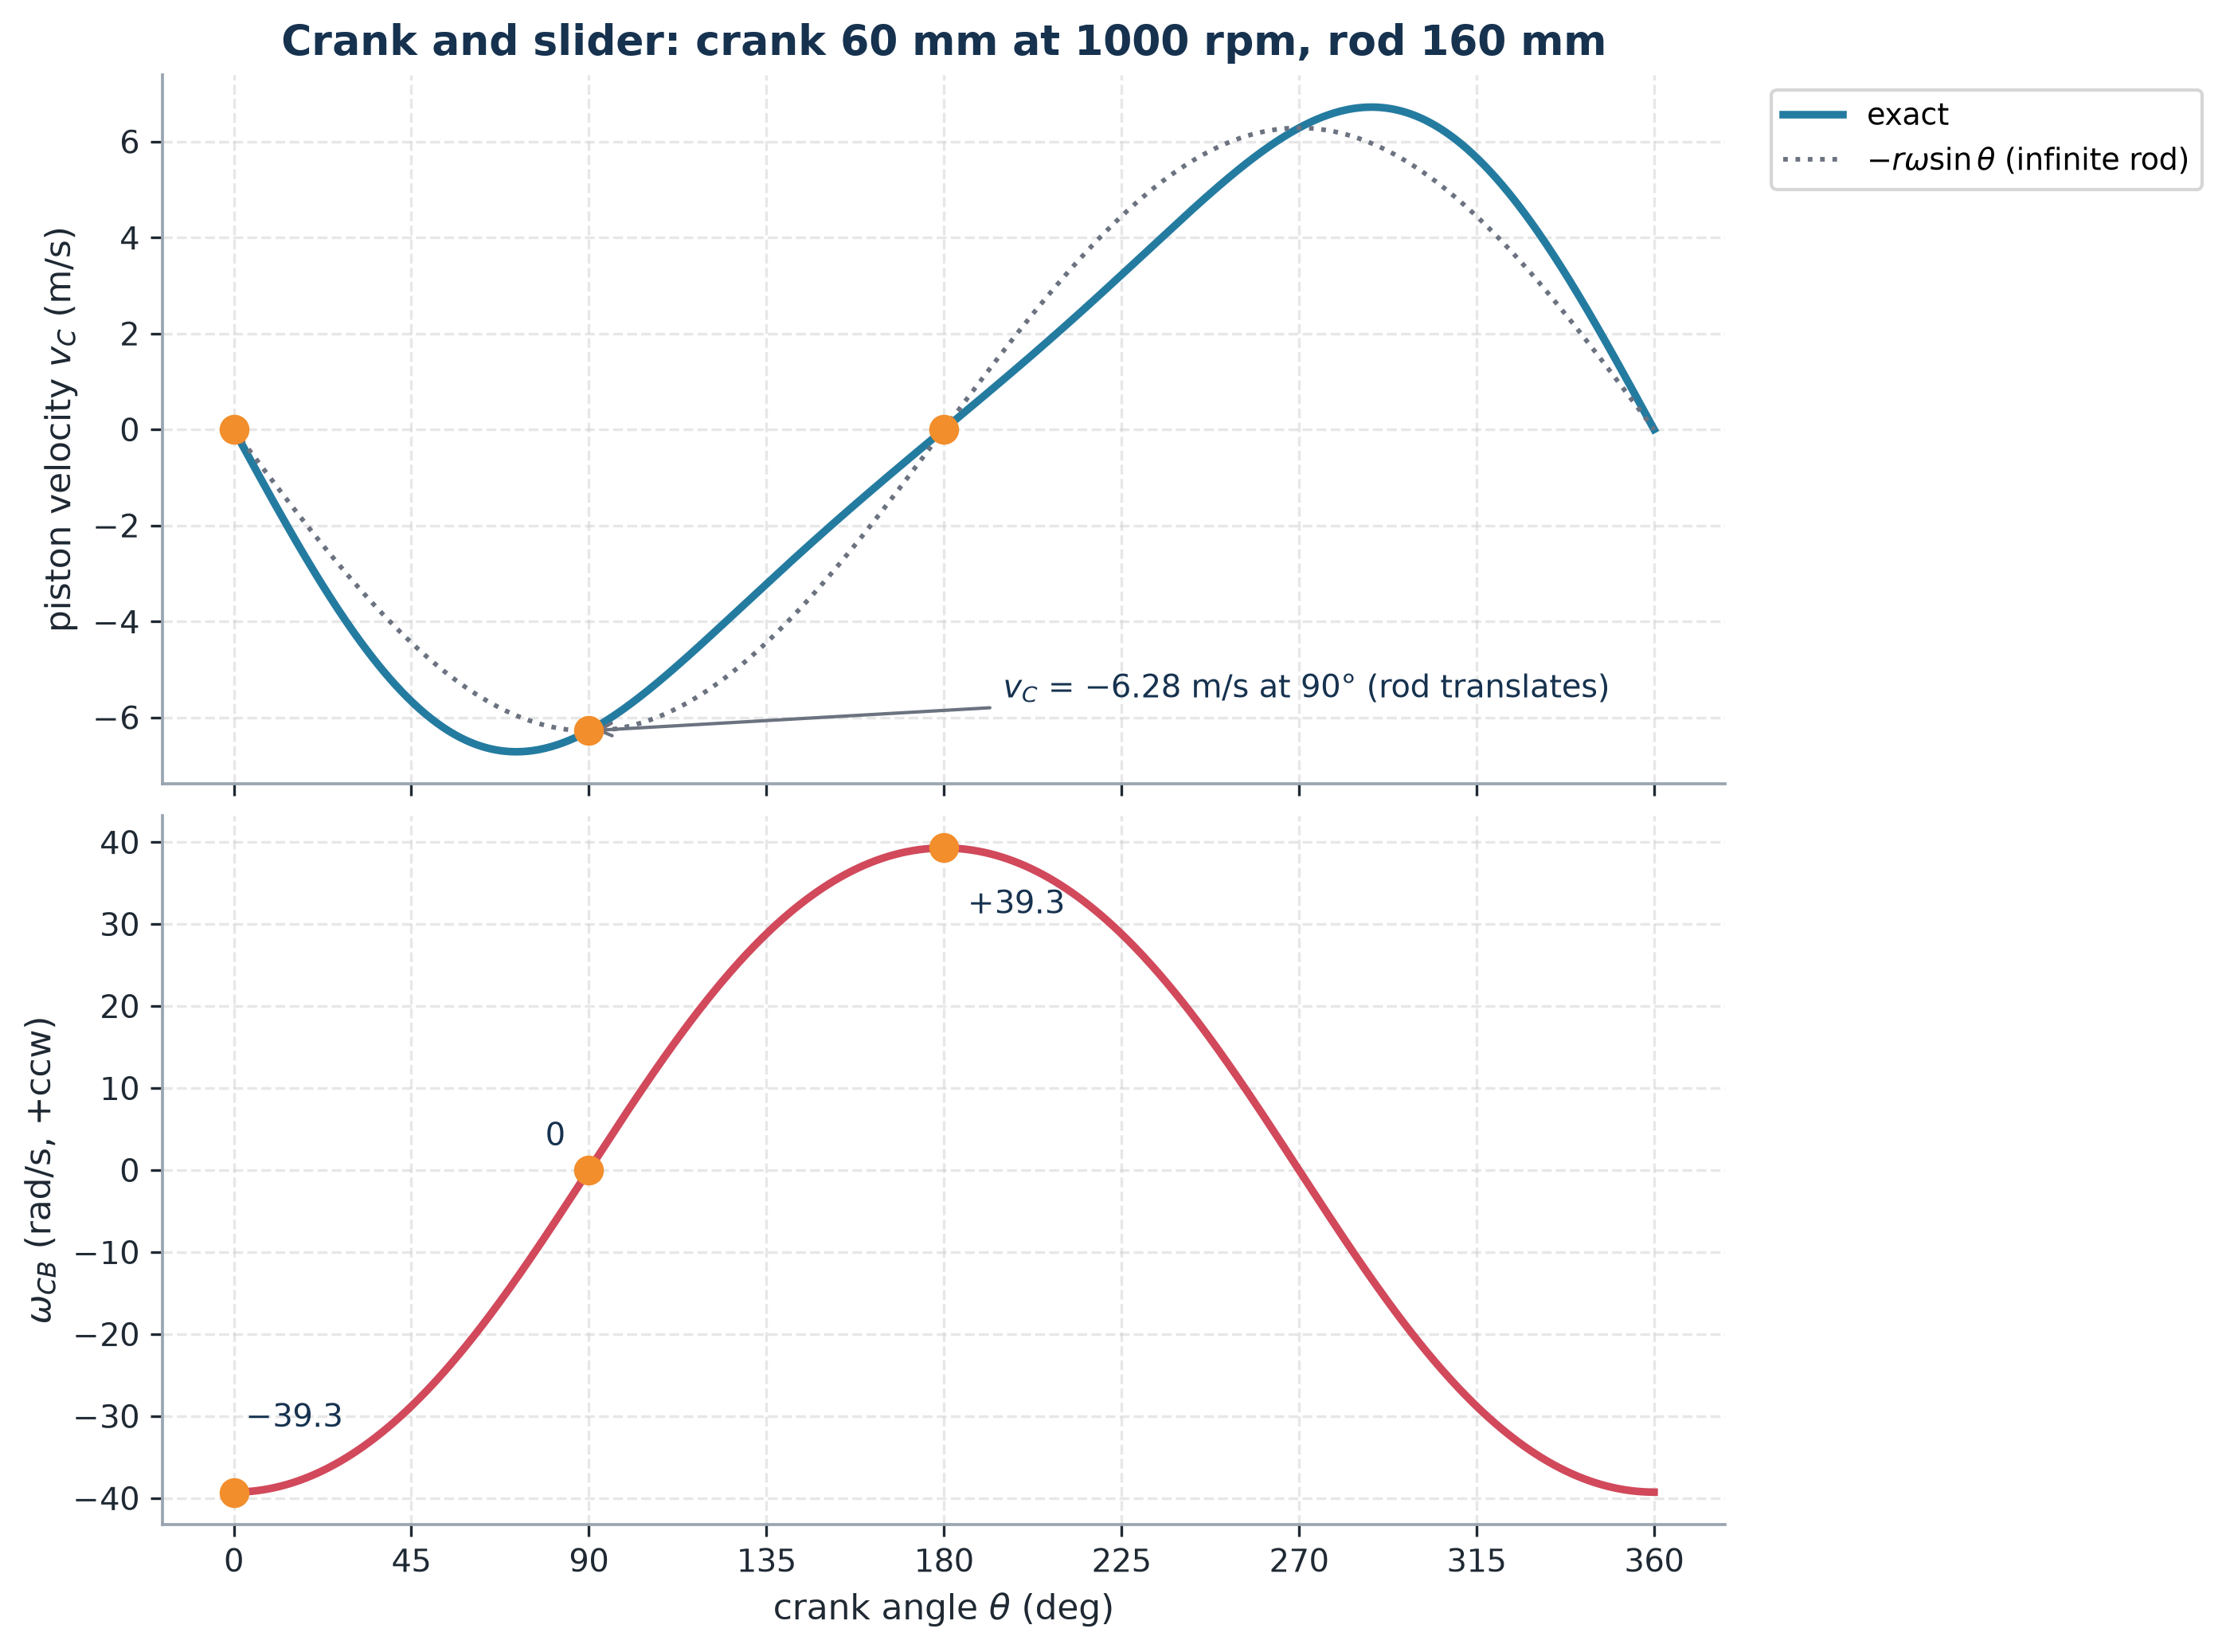 Crank and slider: crank 60 mm at 1000 rpm, rod 160 mm
exact
−rω sin θ (infinite rod)
piston velocity v_C (m/s)
6
4
2
0
−2
−4
−6
v_C = −6.28 m/s at 90° (rod translates)
ω_CB (rad/s, +ccw)
40
30
20
10
0
−10
−20
−30
−40
+39.3
0
−39.3
0 45 90 135 180 225 270 315 360
crank angle θ (deg)